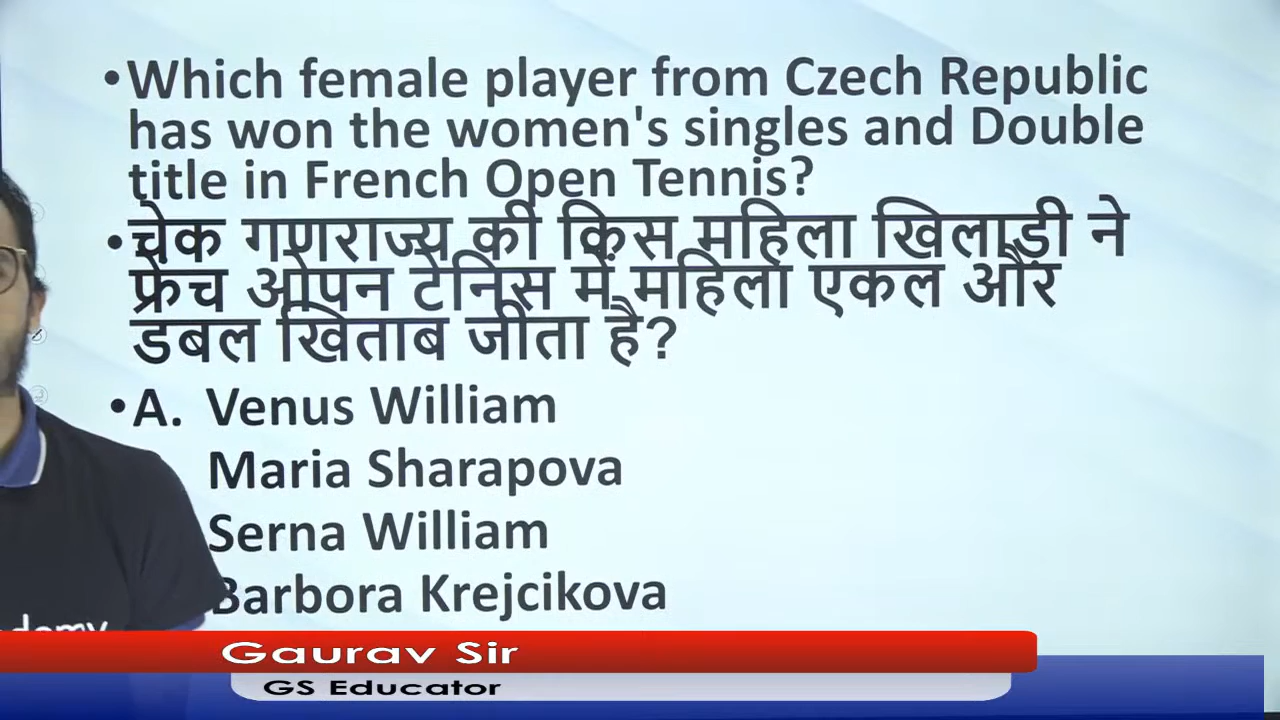 •Which female player from Czech Republic
has won the women's singles and Double
title in French Open Tennis?
•चेक गणराज्य की किस महिला खिलाड़ी ने
फ्रेंच ओपन टेनिस में महिला एकल और
डबल खिताब जीता है?
•A. Venus William
Maria Sharapova
Serna William
Barbora Krejcikova
Gaurav Sir
GS Educator